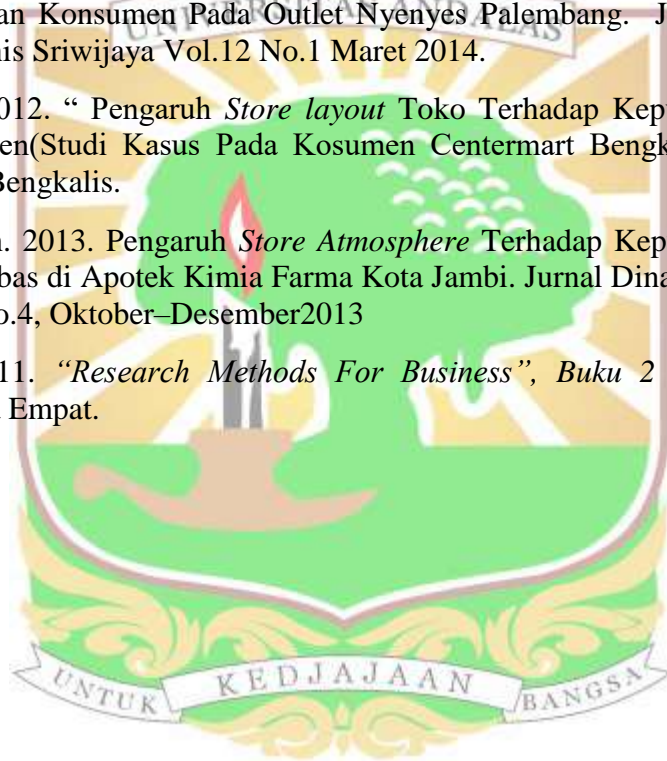 UNIVERSITAS ANDALAS
an Konsumen Pada Outlet Nyenyes Palembang. J
nis Sriwijaya Vol.12 No.1 Maret 2014.
012. “ Pengaruh Store layout Toko Terhadap Kep
en(Studi Kasus Pada Kosumen Centermart Bengk
Bengkalis.
n. 2013. Pengaruh Store Atmosphere Terhadap Kep
bas di Apotek Kimia Farma Kota Jambi. Jurnal Dina
o.4, Oktober–Desember2013
11. “Research Methods For Business”, Buku 2
Empat.
UNTUK KEDJAJAAN BANGSA